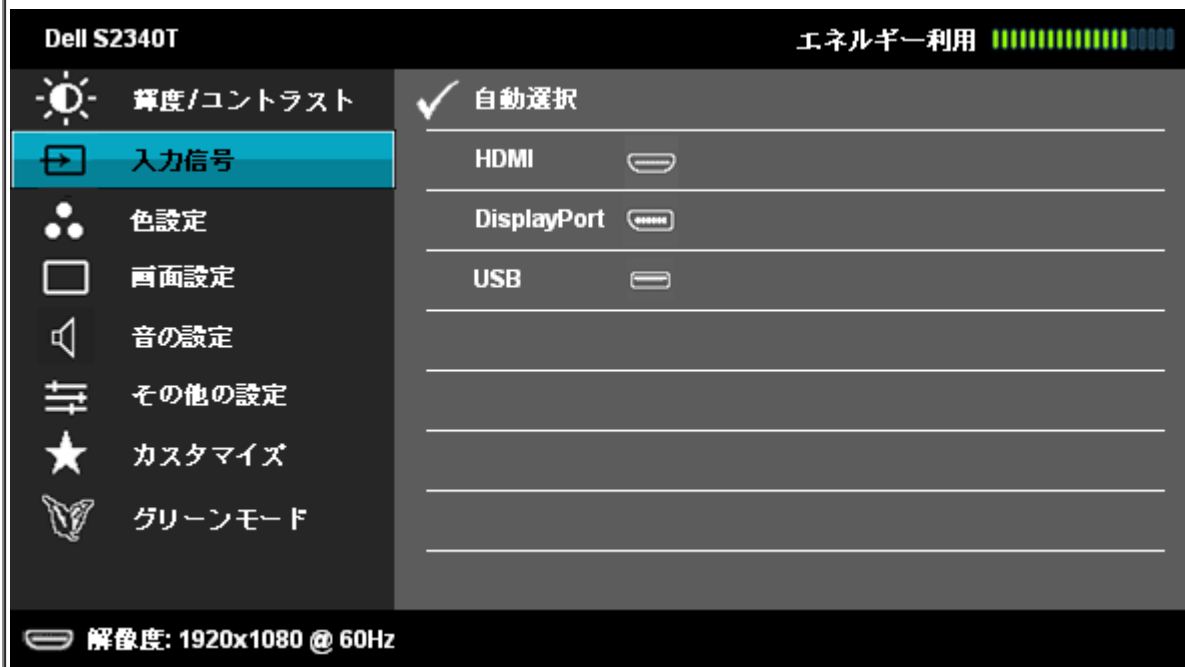 Dell S2340T エネルギー利用
輝度/コントラスト
自動選択
入力信号
HDMI
色設定
DisplayPort
画面設定
USB
音の設定
その他の設定
カスタマイズ
グリーンモード
解像度: 1920x1080 @ 60Hz